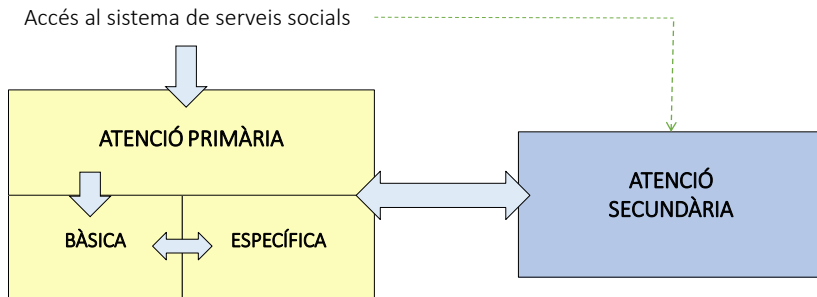 Accés al sistema de serveis socials
ATENCIÓ PRIMÀRIA
BÀSICA
ESPECÍFICA
ATENCIÓ
SECUNDÀRIA